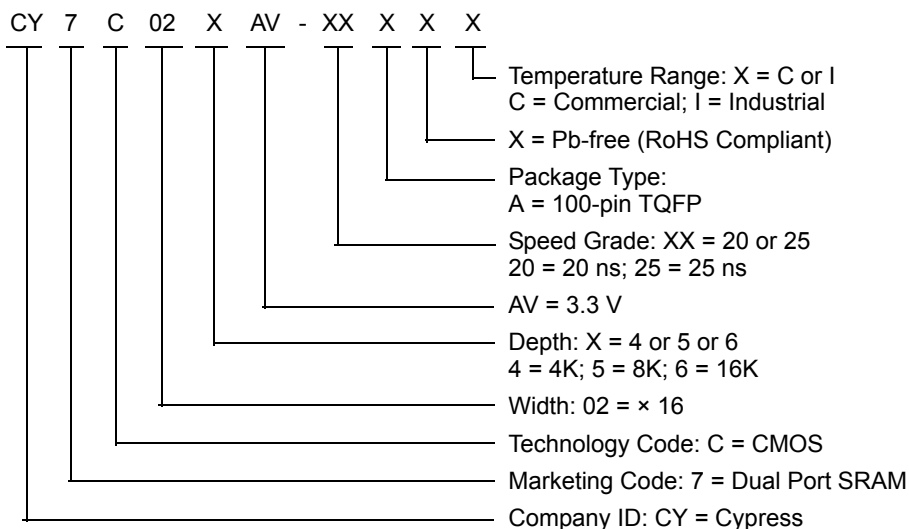 CY 7 C 02 X AV - XX X X X
Temperature Range: X = C or I
C = Commercial; I = Industrial
X = Pb-free (RoHS Compliant)
Package Type:
A = 100-pin TQFP
Speed Grade: XX = 20 or 25
20 = 20 ns; 25 = 25 ns
AV = 3.3 V
Depth: X = 4 or 5 or 6
4 = 4K; 5 = 8K; 6 = 16K
Width: 02 = × 16
Technology Code: C = CMOS
Marketing Code: 7 = Dual Port SRAM
Company ID: CY = Cypress